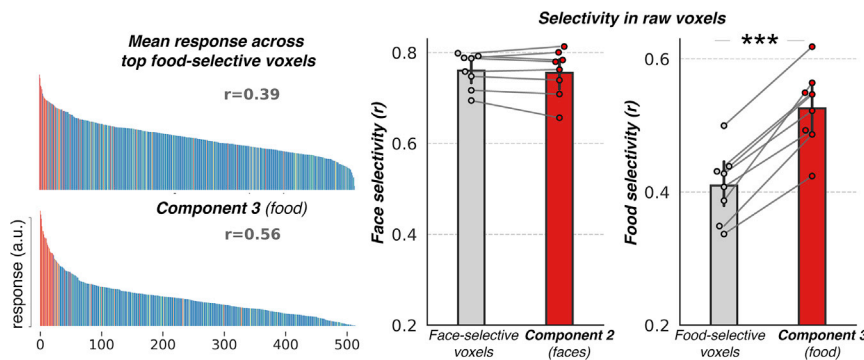 Selectivity in raw voxels
Mean response across
top food-selective voxels
r=0.39
Component 3 (food)
r=0.56
response (a.u.)
0
100
200
300
400
500
Face selectivity (r)
0.8
0.6
0.4
0.2
Face-selective
voxels
Component 2
(faces)
Food selectivity (r)
***
0.6
0.4
0.2
Food-selective
voxels
Component 3
(food)